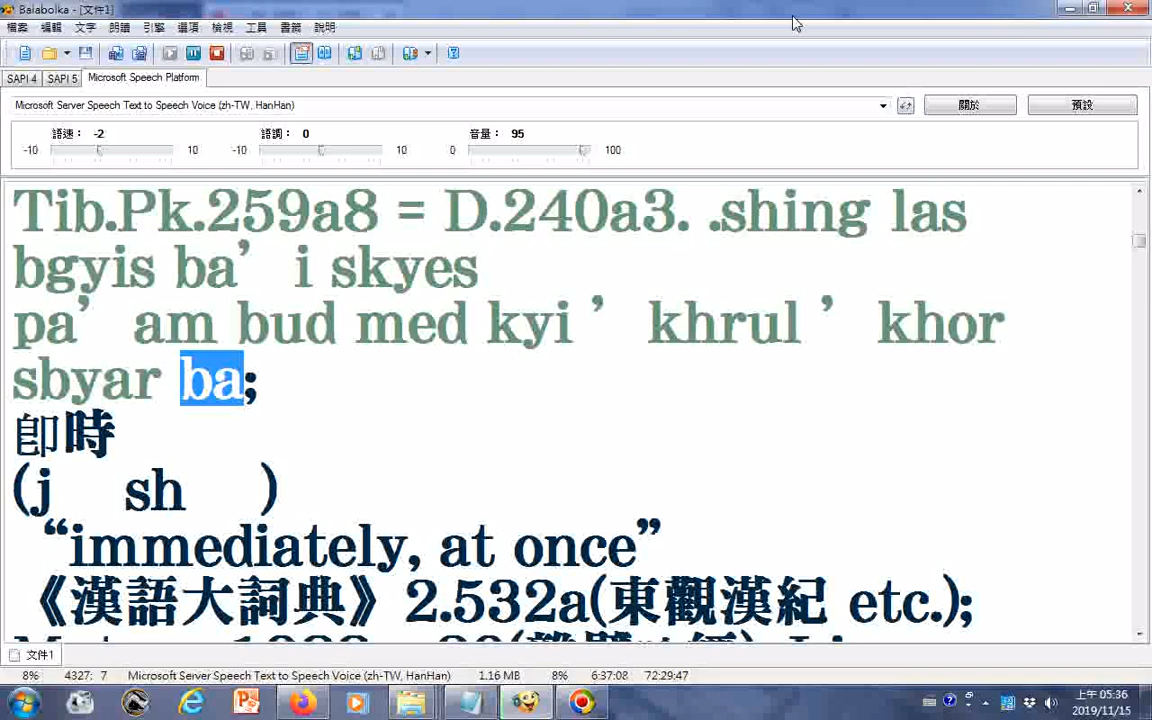 Balabolka - [文件1]
檔案 編輯 文字 朗讀 引擎 選項 檢視 工具 書籤 說明
SAPI 4 SAPI 5 Microsoft Speech Platform
Microsoft Server Speech Text to Speech Voice (zh-TW, HanHan) 關於 預設
語速： -2 語調： 0 音量： 95
-10 10 -10 10 0 100
Tib.Pk.259a8 = D.240a3. .shing las
bgyis ba’ i skyes
pa’ am bud med kyi ’ khrul ’ khor
sbyar ba;
卽時
(j sh )
“immediately, at once”
《漢語大詞典》 2.532a(東觀漢紀 etc.);
文件1
8% 4327: 7 Microsoft Server Speech Text to Speech Voice (zh-TW, HanHan) 1.16 MB 8% 6:37:08 72:29:47
上午 05:36
2019/11/15